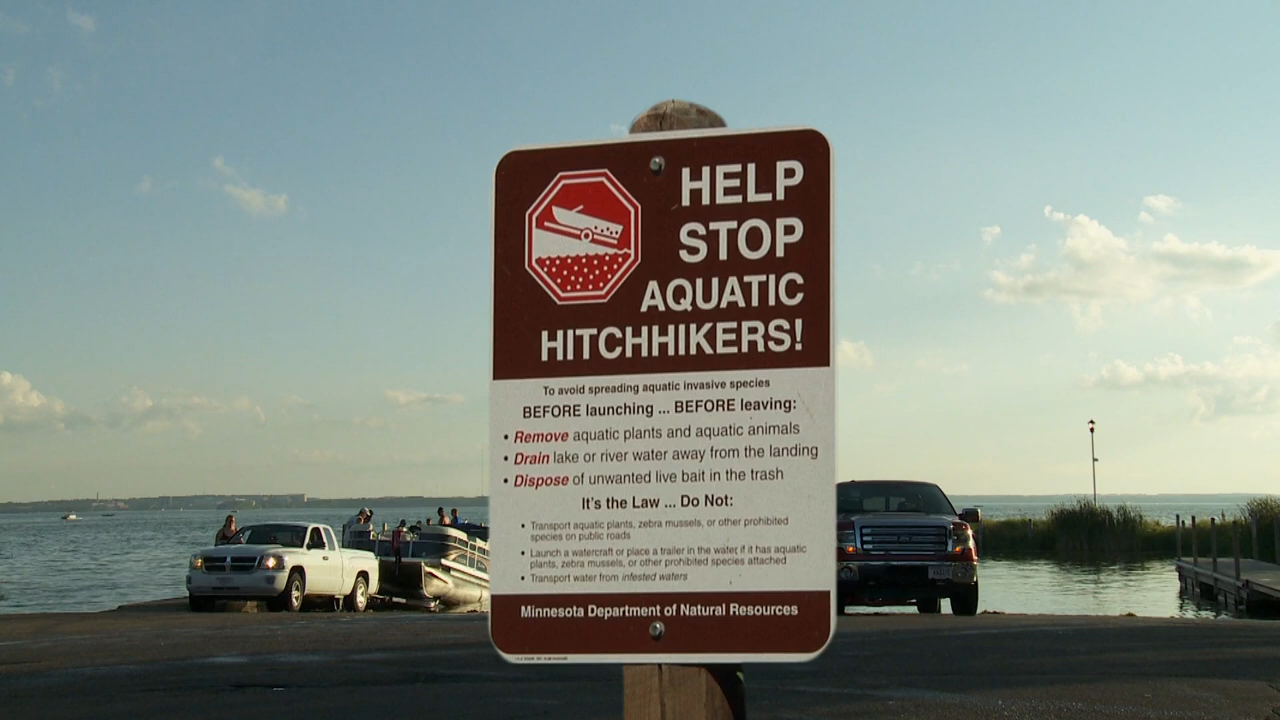 HELP
STOP
AQUATIC
HITCHHIKERS!
To avoid spreading aquatic invasive species
BEFORE launching ... BEFORE leaving:
• Remove aquatic plants and aquatic animals
• Drain lake or river water away from the landing
• Dispose of unwanted live bait in the trash
It's the Law ... Do Not:
• Transport aquatic plants, zebra mussels, or other prohibited
species on public roads
• Launch a watercraft or place a trailer in the water if it has aquatic
plants, zebra mussels, or other prohibited species attached
• Transport water from infested waters
Minnesota Department of Natural Resources